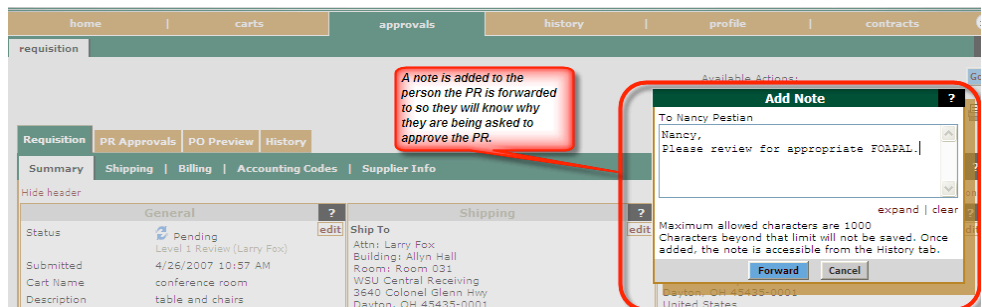 home | carts approvals history | profile | contracts
requisition
Available Actions:
Go
A note is added to the
person the PR is forwarded
to so they will know why
they are being asked to
approve the PR.
Add Note ?
To Nancy Pestian
Nancy,
Please review for appropriate FOAPAL.
expand | clear
Maximum allowed characters are 1000
Characters beyond that limit will not be saved. Once
added, the note is accessible from the History tab.
Forward Cancel
Requisition PR Approvals PO Preview History
Summary Shipping | Billing | Accounting Codes | Supplier Info
Hide header
General ? Shipping ?
edit edit
Status Pending
Level 1 Review (Larry Fox)
Submitted 4/26/2007 10:57 AM
Cart Name conference room
Description table and chairs
Ship To
Attn: Larry Fox
Building: Allyn Hall
Room: Room 031
WSU Central Receiving
3640 Colonel Glenn Hwy
Dayton, OH 45435-0001
Dayton, OH 45435-0001
United States